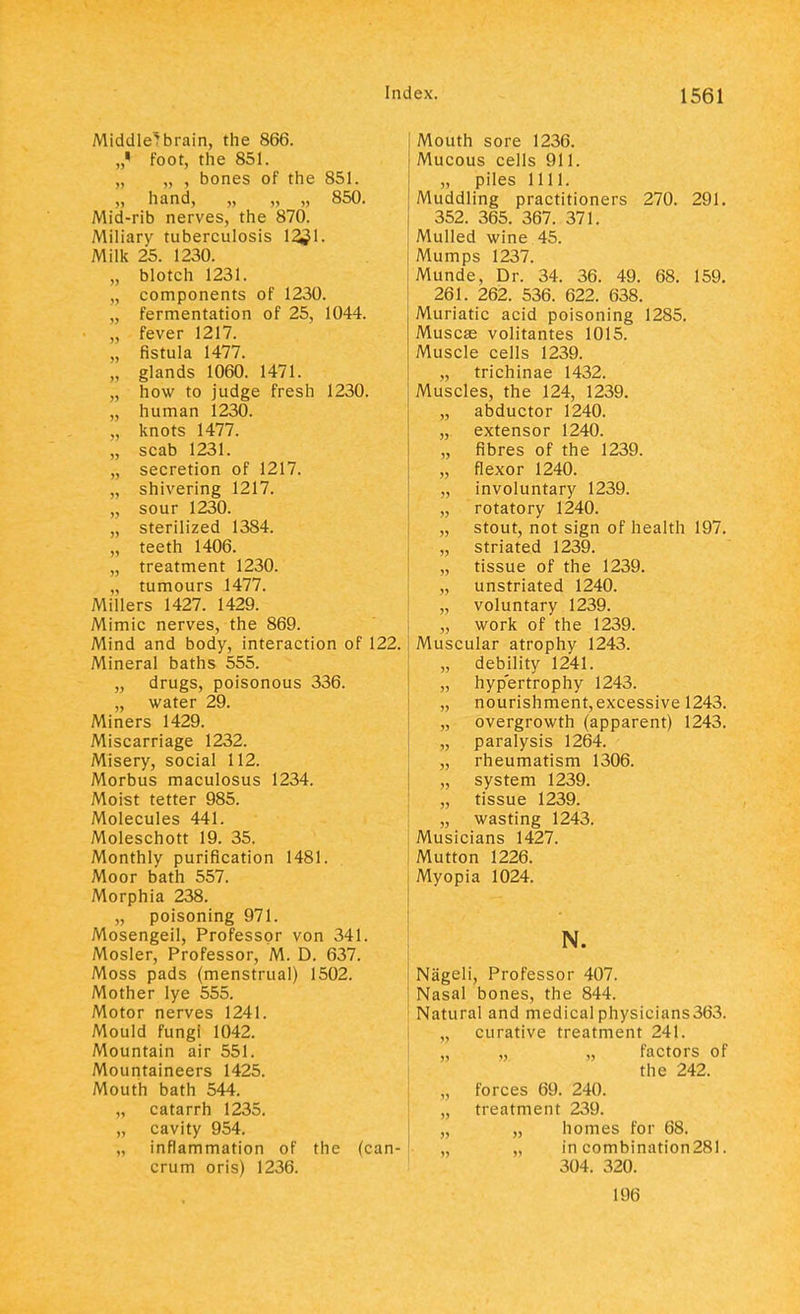 Index.
1561
Middle brain, the 866.
„ foot, the 851.
„ „ , bones of the 851.
„ hand, „ „ „ 850.
Mid-rib nerves, the 870.
Miliary tuberculosis 1231.
Milk 25. 1230.
„ blotch 1231.
„ components of 1230.
„ fermentation of 25, 1044.
„ fever 1217.
„ fistula 1477.
„ glands 1060. 1471.
„ how to judge fresh 1230.
„ human 1230.
„ knots 1477.
„ scab 1231.
„ secretion of 1217.
„ shivering 1217.
„ sour 1230.
„ sterilized 1384.
„ teeth 1406.
„ treatment 1230.
„ tumours 1477.
Millers 1427. 1429.
Mimic nerves, the 869.
Mind and body, interaction of 122.
Mineral baths 555.
„ drugs, poisonous 336.
„ water 29.
Miners 1429.
Miscarriage 1232.
Misery, social 112.
Morbus maculosus 1234.
Moist tetter 985.
Molecules 441.
Moleschott 19. 35.
Monthly purification 1481.
Moor bath 557.
Morphia 238.
„ poisoning 971.
Mosengeil, Professor von 341.
Mosler, Professor, M. D. 637.
Moss pads (menstrual) 1502.
Mother lye 555.
Motor nerves 1241.
Mould fungi 1042.
Mountain air 551.
Mountaineers 1425.
Mouth bath 544.
„ catarrh 1235.
„ cavity 954.
„ inflammation of the (can-
crum oris) 1236.
Mouth sore 1236.
Mucous cells 911.
„ piles 1111.
Muddling practitioners 270. 291.
352. 365. 367. 371.
Mulled wine 45.
Mumps 1237.
Munde, Dr. 34. 36. 49. 68. 159.
261. 262. 536. 622. 638.
Muriatic acid poisoning 1285.
Muscæ volitantes 1015.
Muscle cells 1239.
„ trichinae 1432.
Muscles, the 124, 1239.
„ abductor 1240.
„ extensor 1240.
„ fibres of the 1239.
„ flexor 1240.
„ involuntary 1239.
„ rotatory 1240.
„ stout, not sign of health 197.
„ striated 1239.
„ tissue of the 1239.
„ unstriated 1240.
„ voluntary 1239.
„ work of the 1239.
Muscular atrophy 1243.
„ debility 1241.
„ hypertrophy 1243.
„ nourishment, excessive 1243.
„ overgrowth (apparent) 1243.
„ paralysis 1264.
„ rheumatism 1306.
„ system 1239.
„ tissue 1239.
„ wasting 1243.
Musicians 1427.
Mutton 1226.
Myopia 1024.
N.
Nägeli, Professor 407.
Nasal bones, the 844.
Natural and medical physicians 363.
„ curative treatment 241.
„ „ „ factors of
the 242.
„ forces 69. 240.
„ treatment 239.
„ „ homes for 68.
„ „ in combination 281.
304. 320.
196